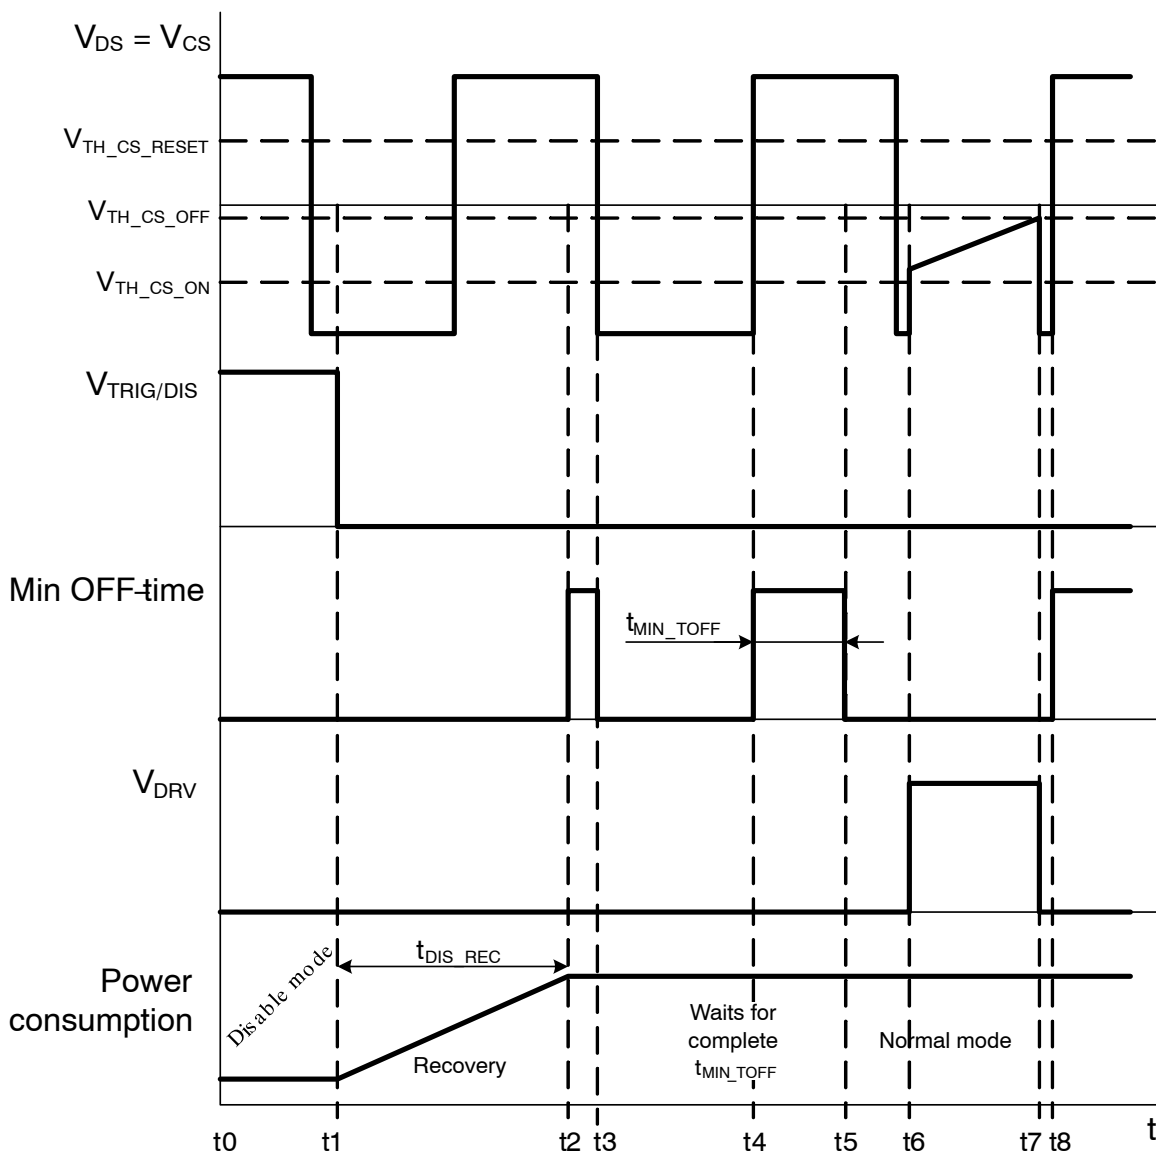 VDS = VCS
VTH_CS_RESET
VTH_CS_OFF
VTH_CS_ON
VTRIG/DIS
Min OFF-time
tMIN_TOFF
VDRV
Power
consumption
Disable mode
tDIS_REC
Recovery
Waits for
complete
tMIN_TOFF
Normal mode
t0 t1 t2 t3 t4 t5 t6 t7 t8 t